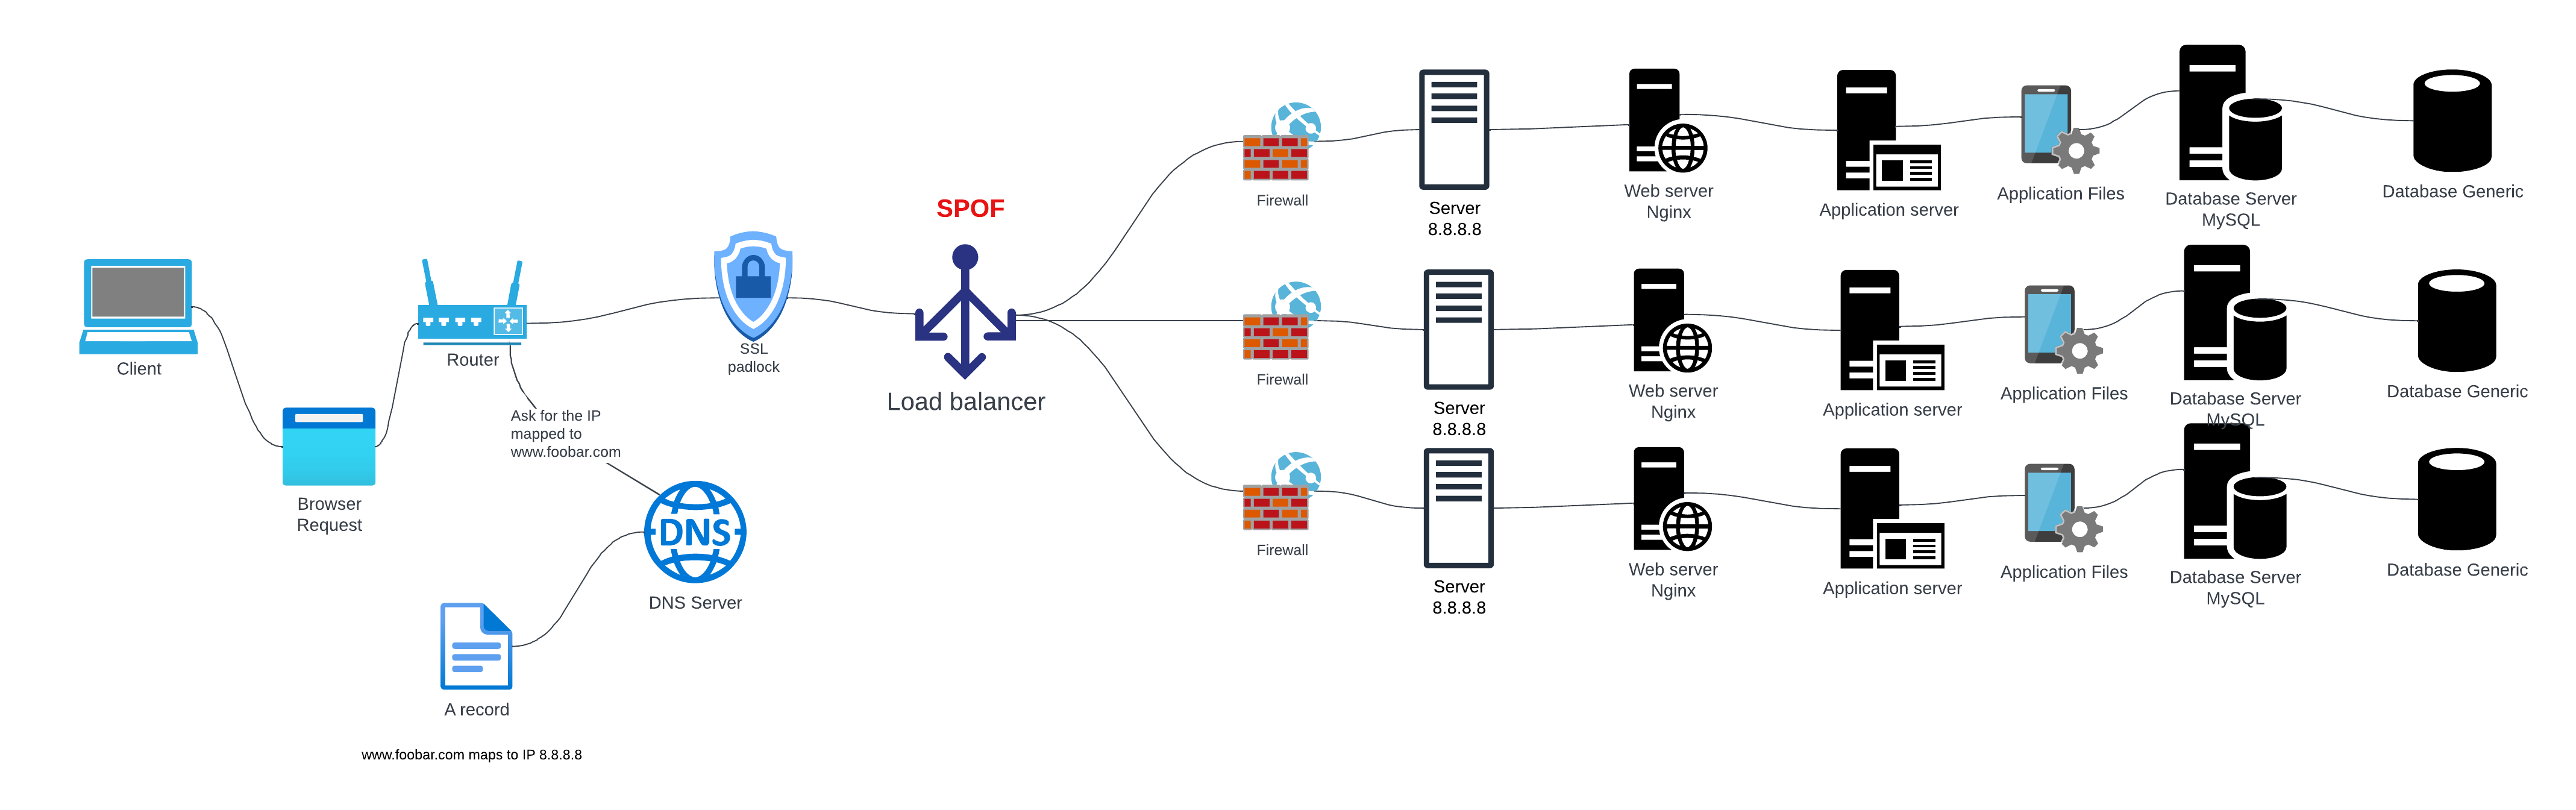 SPOF
Client
Browser
Request
Router
Ask for the IP
mapped to
www.foobar.com
DNS
DNS Server
A record
www.foobar.com maps to IP 8.8.8.8
SSL
padlock
Load balancer
Firewall
Server
8.8.8.8
Web server
Nginx
Application server
Application Files
Database Server
MySQL
Database Generic
Firewall
Server
8.8.8.8
Web server
Nginx
Application server
Application Files
Database Server
MySQL
Database Generic
Firewall
Server
8.8.8.8
Web server
Nginx
Application server
Application Files
Database Server
MySQL
Database Generic